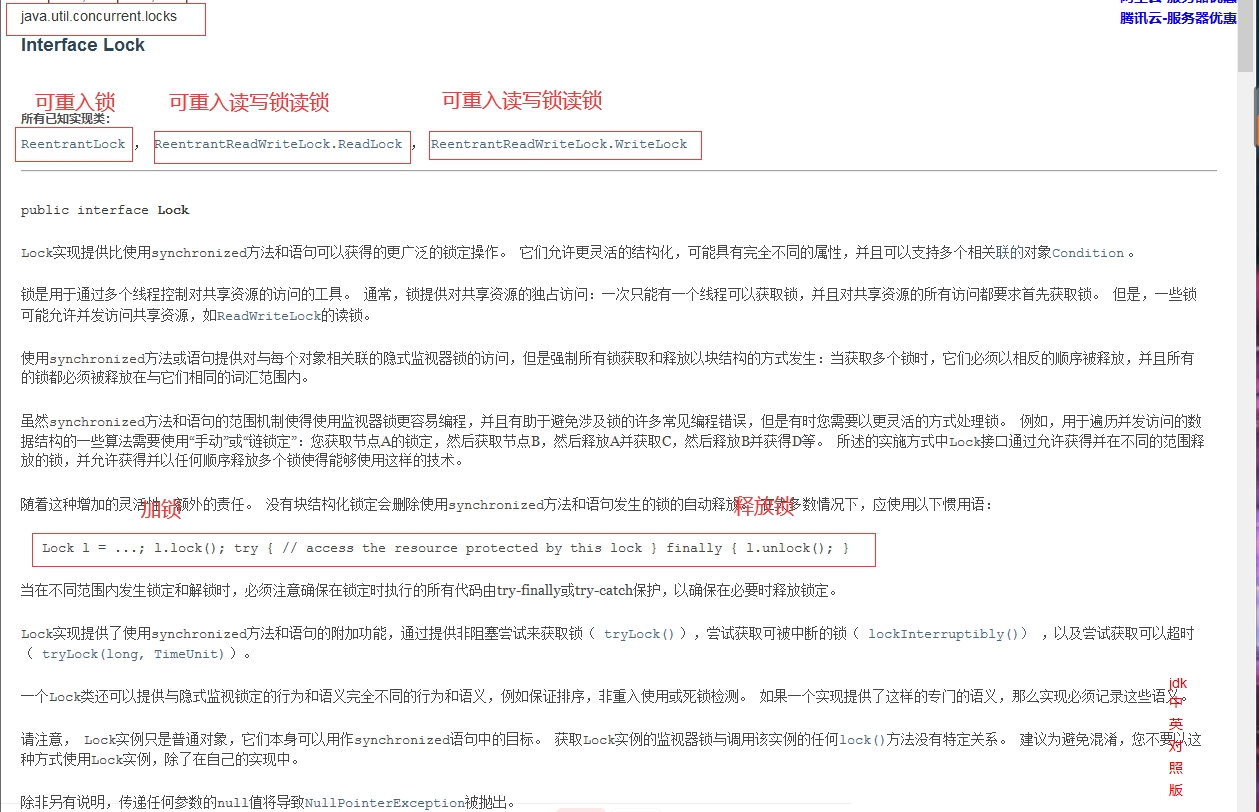 java.util.concurrent.locks
腾讯云-服务器优惠
Interface Lock
可重入锁 可重入读写锁读锁 可重入读写锁读锁
所有已知实现类：
ReentrantLock ， ReentrantReadWriteLock.ReadLock ， ReentrantReadWriteLock.WriteLock
public interface Lock
Lock实现提供比使用synchronized方法和语句可以获得的更广泛的锁定操作。 它们允许更灵活的结构化，可能具有完全不同的属性，并且可以支持多个相关联的对象Condition 。
锁是用于通过多个线程控制对共享资源的访问的工具。 通常，锁提供对共享资源的独占访问：一次只能有一个线程可以获取锁，并且对共享资源的所有访问都要求首先获取锁。 但是，一些锁
可能允许并发访问共享资源，如ReadWriteLock的读锁。
使用synchronized方法或语句提供对与每个对象相关联的隐式监视器锁的访问，但是强制所有锁获取和释放以块结构的方式发生：当获取多个锁时，它们必须以相反的顺序被释放，并且所有
的锁都必须被释放在与它们相同的词汇范围内。
虽然synchronized方法和语句的范围机制使得使用监视器锁更容易编程，并且有助于避免涉及锁的许多常见编程错误，但是有时您需要以更灵活的方式处理锁。 例如，用于遍历并发访问的数
据结构的一些算法需要使用“手动”或“链锁定”：您获取节点A的锁定，然后获取节点B，然后释放A并获取C，然后释放B并获得D等。 所述的实施方式中Lock接口通过允许获得并在不同的范围释
放的锁，并允许获得并以任何顺序释放多个锁使得能够使用这样的技术。
随着这种增加的灵活 额外的责任。 没有块结构化锁定会删除使用synchronized方法和语句发生的锁的自动释放 多数情况下，应使用以下惯用语：
加锁 释放锁
Lock l = ...; l.lock(); try { // access the resource protected by this lock } finally { l.unlock(); }
当在不同范围内发生锁定和解锁时，必须注意确保在锁定时执行的所有代码由try-finally或try-catch保护，以确保在必要时释放锁定。
Lock实现提供了使用synchronized方法和语句的附加功能，通过提供非阻塞尝试来获取锁（ tryLock() ），尝试获取可被中断的锁（ lockInterruptibly()） ，以及尝试获取可以超时
（ tryLock(long, TimeUnit) ）。
一个Lock类还可以提供与隐式监视锁定的行为和语义完全不同的行为和语义，例如保证排序，非重入使用或死锁检测。 如果一个实现提供了这样的专门的语义，那么实现必须记录这些语义。
请注意， Lock实例只是普通对象，它们本身可以用作synchronized语句中的目标。 获取Lock实例的监视器锁与调用该实例的任何lock()方法没有特定关系。 建议为避免混淆，您不要以这
种方式使用Lock实例，除了在自己的实现中。
除非另有说明，传递任何参数的null值将导致NullPointerException被抛出。
jdk
中
英
对
照
版